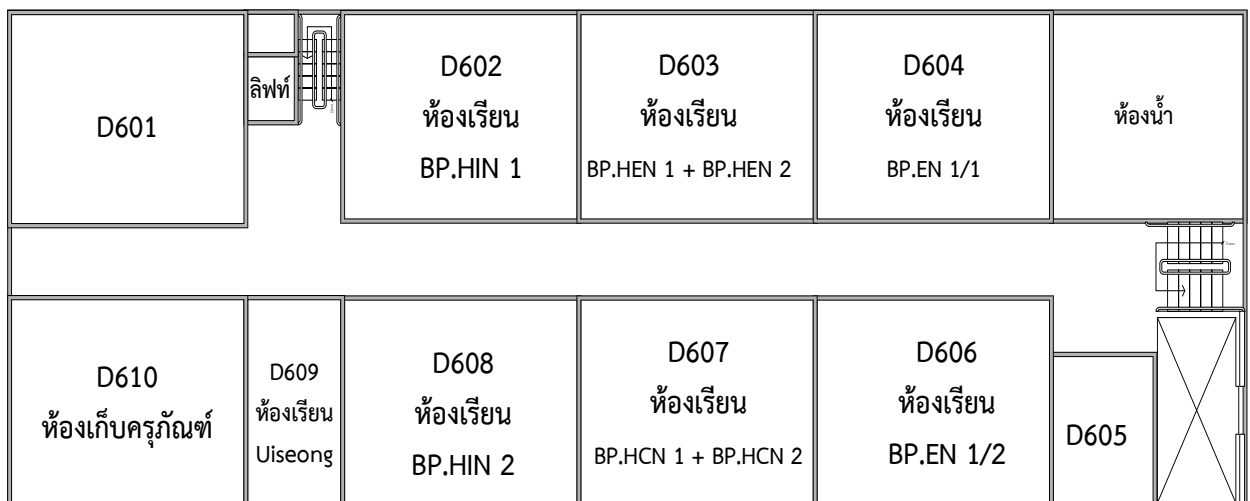 D601
ลิฟท์
D602
ห้องเรียน
BP.HIN 1
D603
ห้องเรียน
BP.HEN 1 + BP.HEN 2
D604
ห้องเรียน
BP.EN 1/1
ห้องน้ำ
D610
ห้องเก็บครุภัณฑ์
D609
ห้องเรียน
Uiseong
D608
ห้องเรียน
BP.HIN 2
D607
ห้องเรียน
BP.HCN 1 + BP.HCN 2
D606
ห้องเรียน
BP.EN 1/2
D605